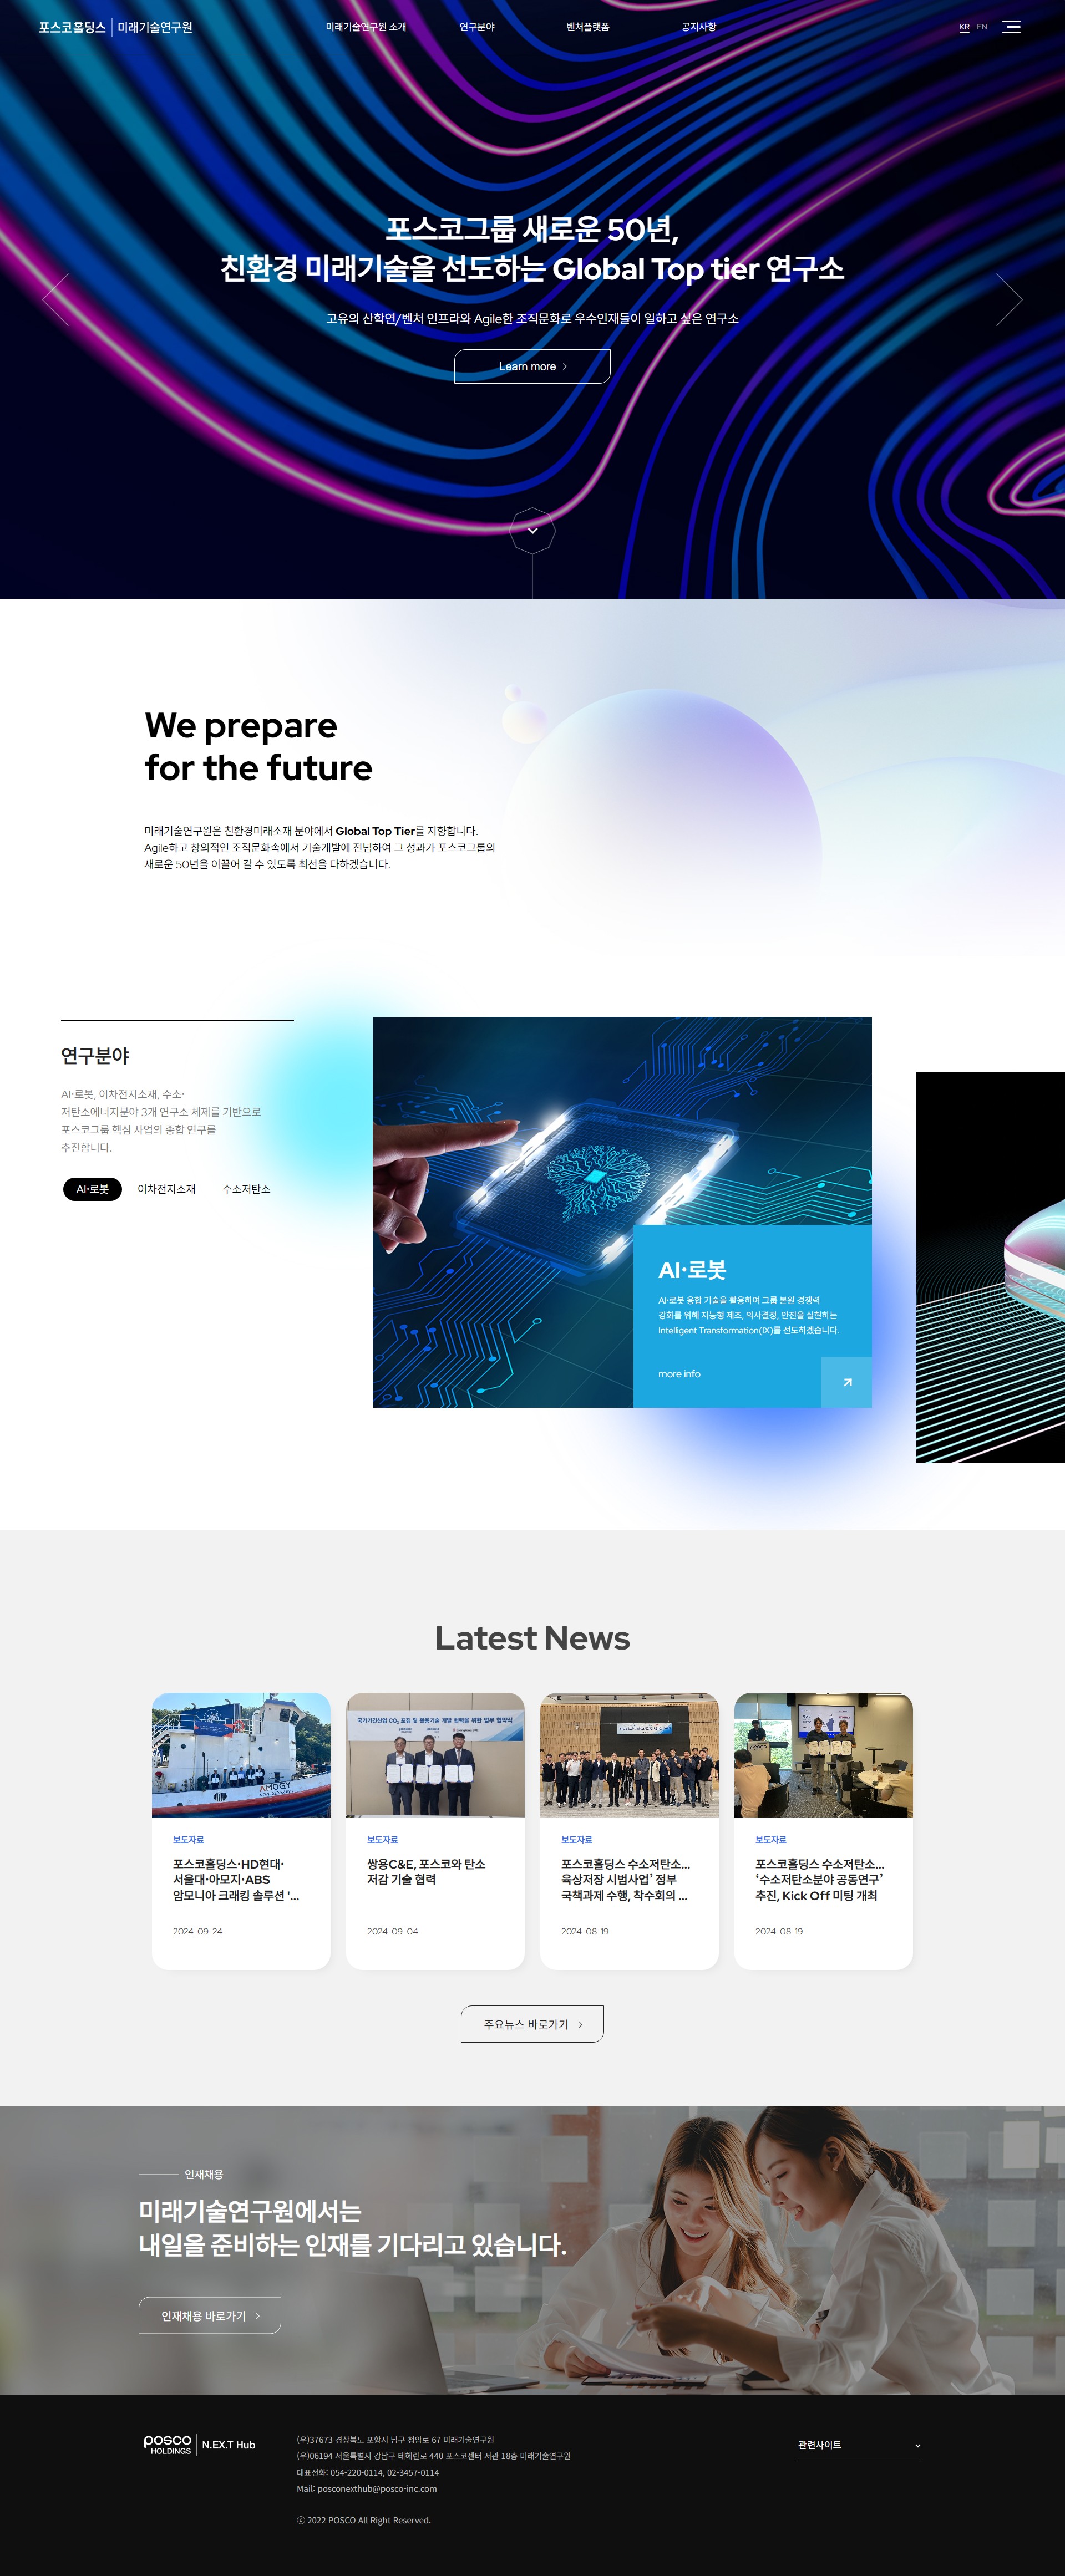 포스코홀딩스 미래기술연구원
미래기술연구원 소개 연구분야 벤처플랫폼 공지사항
KR EN
포스코그룹 새로운 50년,
친환경 미래기술을 선도하는 Global Top tier 연구소
고유의 산학연/벤처 인프라와 Agile한 조직문화로 우수인재들이 일하고 싶은 연구소
Learn more
We prepare
for the future
미래기술연구원은 친환경미래소재 분야에서 Global Top Tier를 지향합니다.
Agile하고 창의적인 조직문화속에서 기술개발에 전념하여 그 성과가 포스코그룹의
새로운 50년을 이끌어 갈 수 있도록 최선을 다하겠습니다.
연구분야
AI·로봇, 이차전지소재, 수소·
저탄소에너지분야 3개 연구소 체제를 기반으로
포스코그룹 핵심 사업의 종합 연구를
추진합니다.
AI·로봇 이차전지소재 수소저탄소
AI·로봇
AI·로봇 융합 기술을 활용하여 그룹 본원 경쟁력
강화를 위해 지능형 제조, 의사결정, 안전을 실현하는
Intelligent Transformation(IX)를 선도하겠습니다.
more info
Latest News
AMOGY
국가기간산업 CO₂ 포집 및 활용기술 개발 협력을 위한 업무 협약식
posco
보도자료
포스코홀딩스·HD현대·
서울대·아모지·ABS
암모니아 크래킹 솔루션 '...
2024-09-24
보도자료
쌍용C&E, 포스코와 탄소
저감 기술 협력
2024-09-04
보도자료
포스코홀딩스 수소저탄소...
육상저장 시범사업’ 정부
국책과제 수행, 착수회의 ...
2024-08-19
보도자료
포스코홀딩스 수소저탄소...
‘수소저탄소분야 공동연구’
추진, Kick Off 미팅 개최
2024-08-19
주요뉴스 바로가기
인재채용
미래기술연구원에서는
내일을 준비하는 인재를 기다리고 있습니다.
인재채용 바로가기
posco
HOLDINGS
N.EX.T Hub
(우)37673 경상북도 포항시 남구 청암로 67 미래기술연구원
(우)06194 서울특별시 강남구 테헤란로 440 포스코센터 서관 18층 미래기술연구원
대표전화: 054-220-0114, 02-3457-0114
Mail: posconexthub@posco-inc.com
ⓒ 2022 POSCO All Right Reserved.
관련사이트